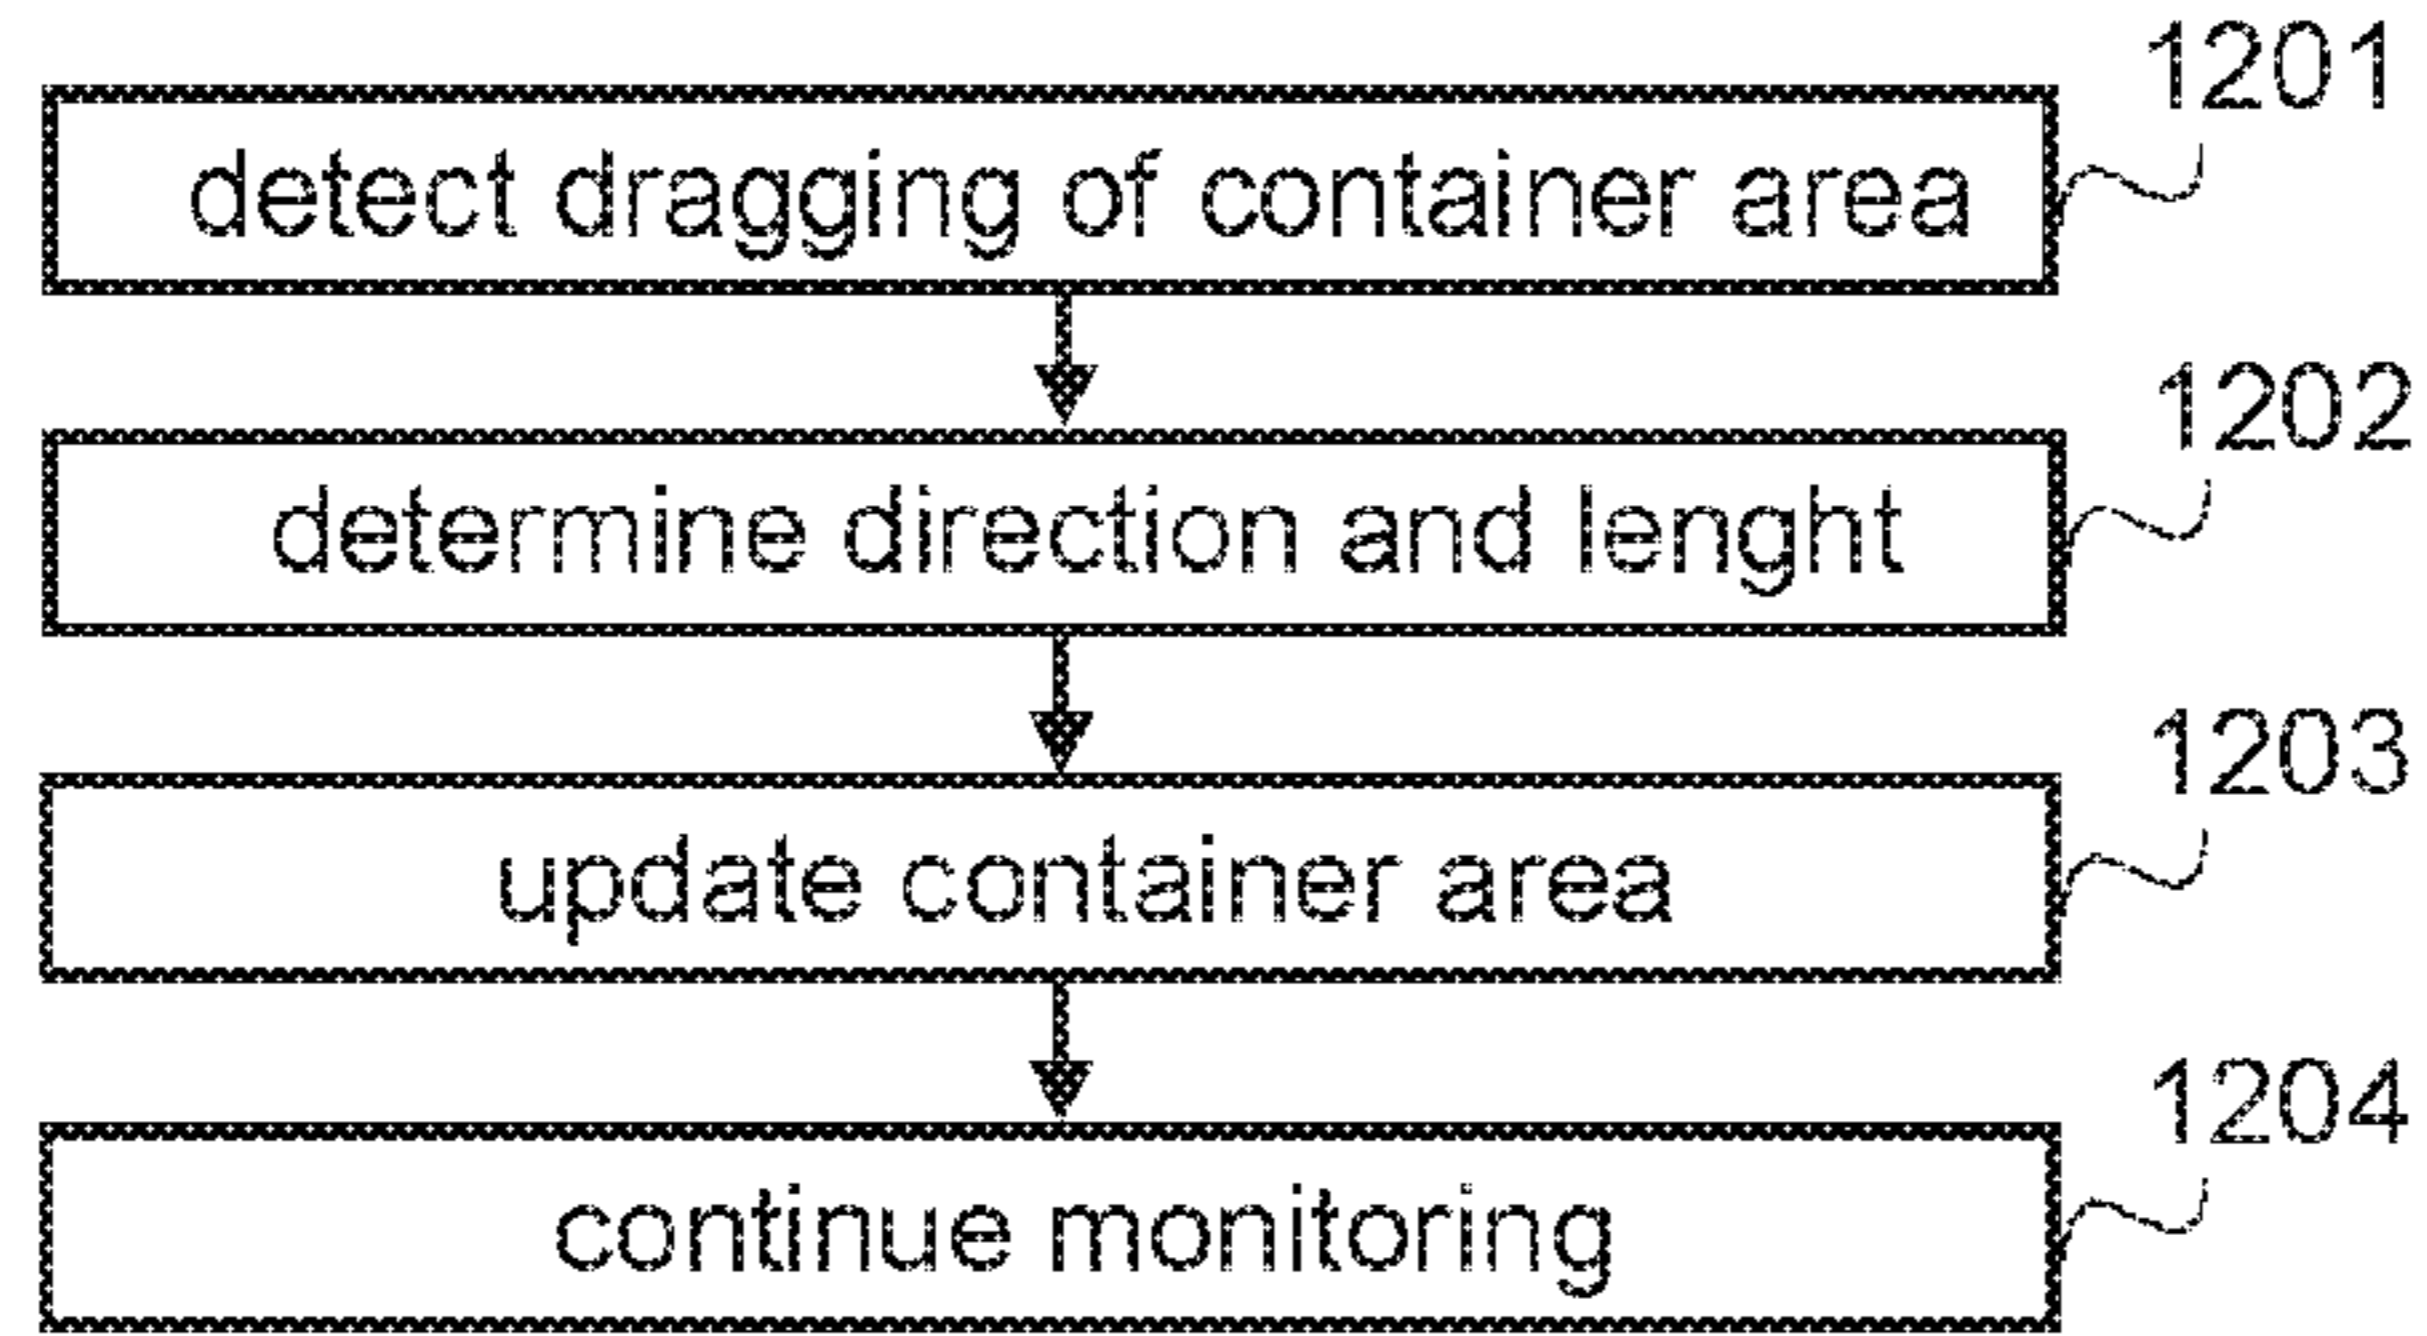 1201
detect dragging of container area
1202
determine direction and lenght
1203
update container area
1204
continue monitoring